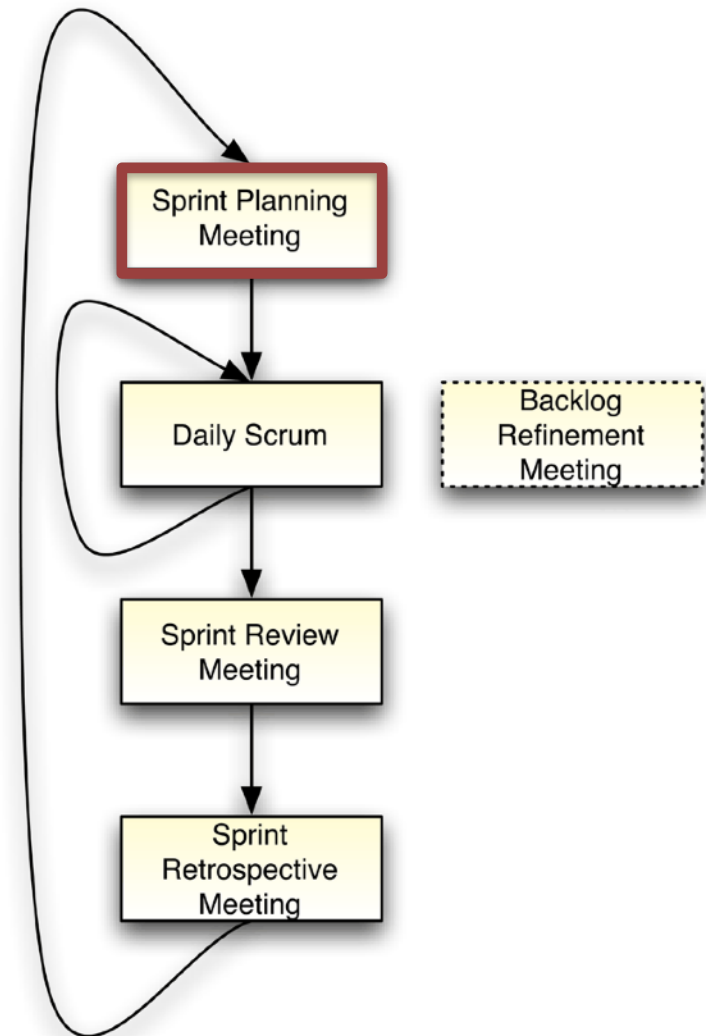 Sprint Planning
Meeting
Daily Scrum
Backlog
Refinement
Meeting
Sprint Review
Meeting
Sprint
Retrospective
Meeting